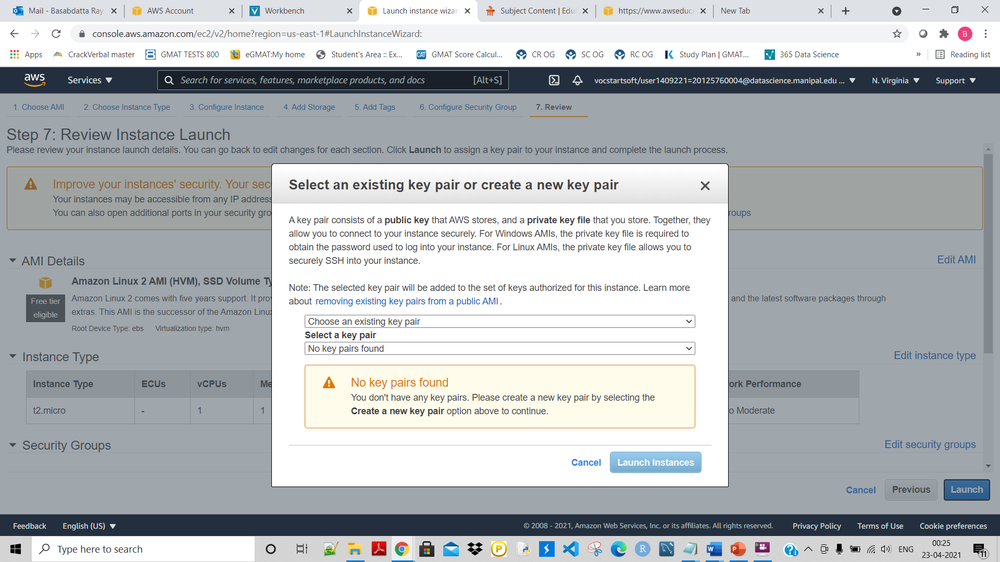 Mail - Basabdatta Ray
AWS Account
Workbench
Launch instance wizar
Subject Content | Edu
https://www.awseduca
New Tab
console.aws.amazon.com/ec2/v2/home?region=us-east-1#LaunchInstanceWizard:
B
Apps
CrackVerbal master
GMAT TESTS 800
eGMAT:My home
Student's Area :: Ex...
CAT
GMAT Score Calcul...
CR OG
SC OG
RC OG
Study Plan | GMAT...
365 Data Science
»
Reading list
aws
Services
Search for services, features, marketplace products, and docs
[Alt+S]
vocstartsoft/user1409221=20125760004@datascience.manipal.edu ...
N. Virginia
Support
1. Choose AMI
2. Choose Instance Type
3. Configure Instance
4. Add Storage
5. Add Tags
6. Configure Security Group
7. Review
Step 7: Review Instance Launch
Please review your instance launch details. You can go back to edit changes for each section. Click Launch to assign a key pair to your instance and complete the launch process.
Improve your instances' security. Your sec
Your instances may be accessible from any IP address
You can also open additional ports in your security gro
roups
Select an existing key pair or create a new key pair
A key pair consists of a public key that AWS stores, and a private key file that you store. Together, they
allow you to connect to your instance securely. For Windows AMIs, the private key file is required to
obtain the password used to log into your instance. For Linux AMIs, the private key file allows you to
securely SSH into your instance.
Note: The selected key pair will be added to the set of keys authorized for this instance. Learn more
about removing existing key pairs from a public AMI .
Choose an existing key pair
Select a key pair
No key pairs found
No key pairs found
You don't have any key pairs. Please create a new key pair by selecting the
Create a new key pair option above to continue.
Cancel
Launch Instances
AMI Details
Edit AMI
Amazon Linux 2 AMI (HVM), SSD Volume Ty
Free tier
eligible
Amazon Linux 2 comes with five years support. It pro
and the latest software packages through
extras. This AMI is the successor of the Amazon Linu
Root Device Type: ebs
Virtualization type: hvm
Instance Type
Edit instance type
Instance Type
ECUs
vCPUs
Me
ork Performance
t2.micro
-
1
1
o Moderate
Security Groups
Edit security groups
Cancel
Previous
Launch
Feedback
English (US)
© 2008 - 2021, Amazon Web Services, Inc. or its affiliates. All rights reserved.
Privacy Policy
Terms of Use
Cookie preferences
Type here to search
ENG
00:25
23-04-2021
11